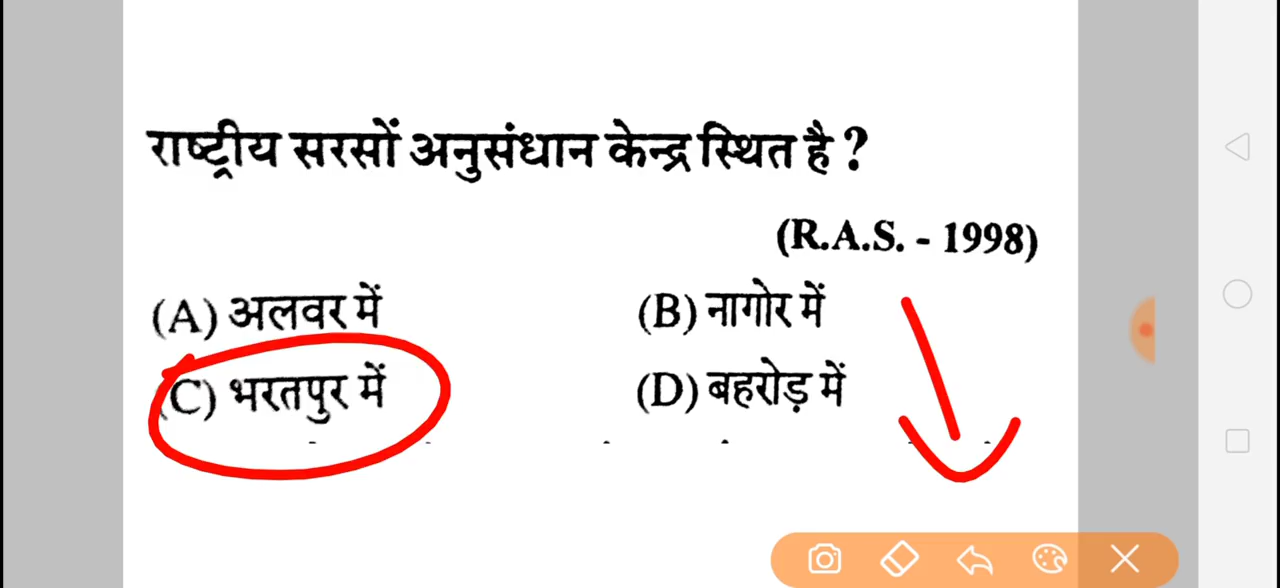 राष्ट्रीय सरसों अनुसंधान केन्द्र स्थित है ?
(R.A.S. - 1998)
(A) अलवर में (B) नागोर में
(C) भरतपुर में (D) बहरोड़ में